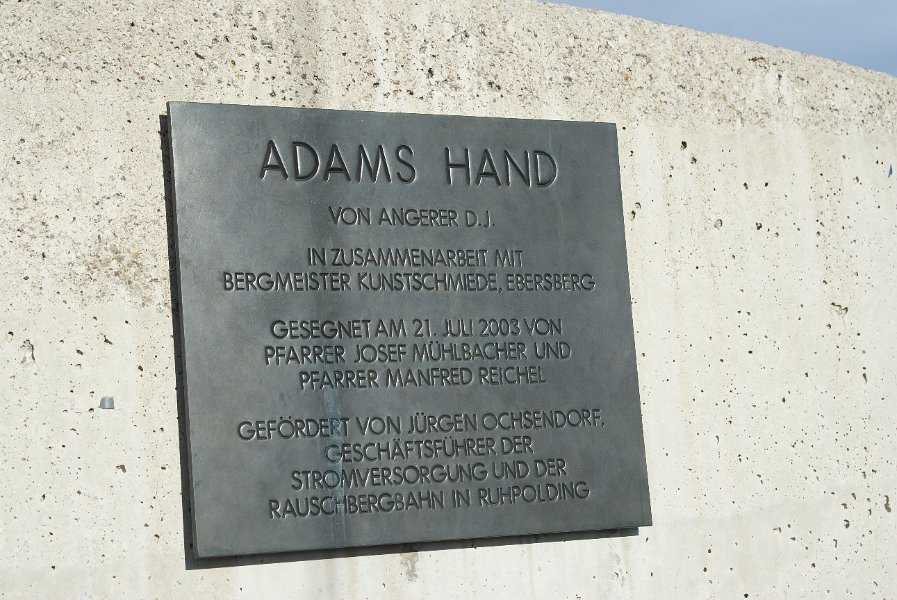 ADAMS HAND
VON ANGERER D.J.
IN ZUSAMMENARBEIT MIT
BERGMEISTER KUNSTSCHMIEDE, EBERSBERG
GESEGNET AM 21. JULI 2003 VON
PFARRER JOSEF MÜHLBACHER UND
PFARRER MANFRED REICHEL
GEFÖRDERT VON JÜRGEN OCHSENDORF,
GESCHÄFTSFÜHRER DER
STROMVERSORGUNG UND DER
RAUSCHBERGBAHN IN RUHPOLDING